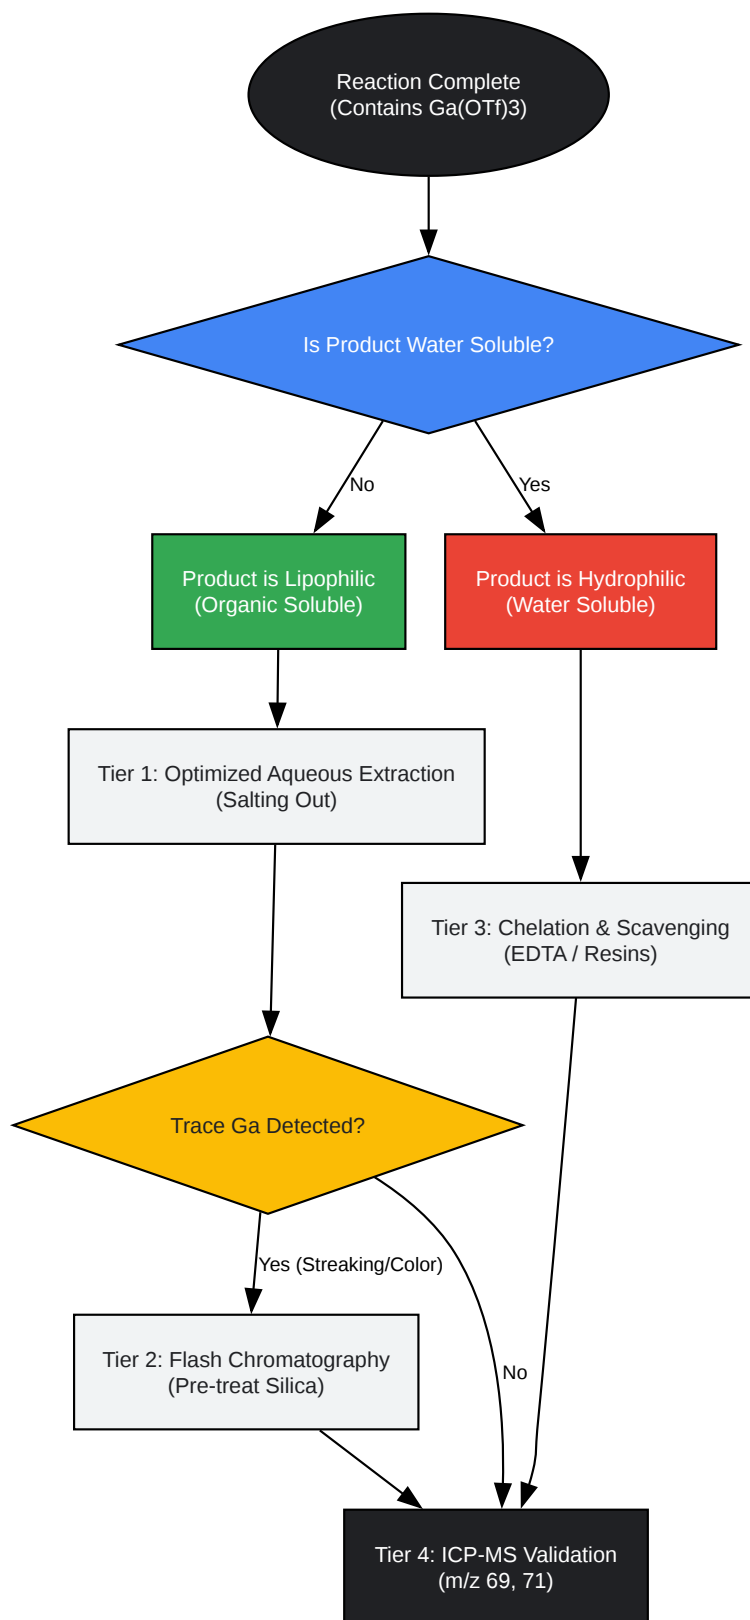 Reaction Complete
(Contains Ga(OTf)3)
Is Product Water Soluble?
No
Yes
Product is Lipophilic
(Organic Soluble)
Product is Hydrophilic
(Water Soluble)
Tier 1: Optimized Aqueous Extraction
(Salting Out)
Tier 3: Chelation & Scavenging
(EDTA / Resins)
Trace Ga Detected?
Yes (Streaking/Color)
Tier 2: Flash Chromatography
(Pre-treat Silica)
No
Tier 4: ICP-MS Validation
(m/z 69, 71)